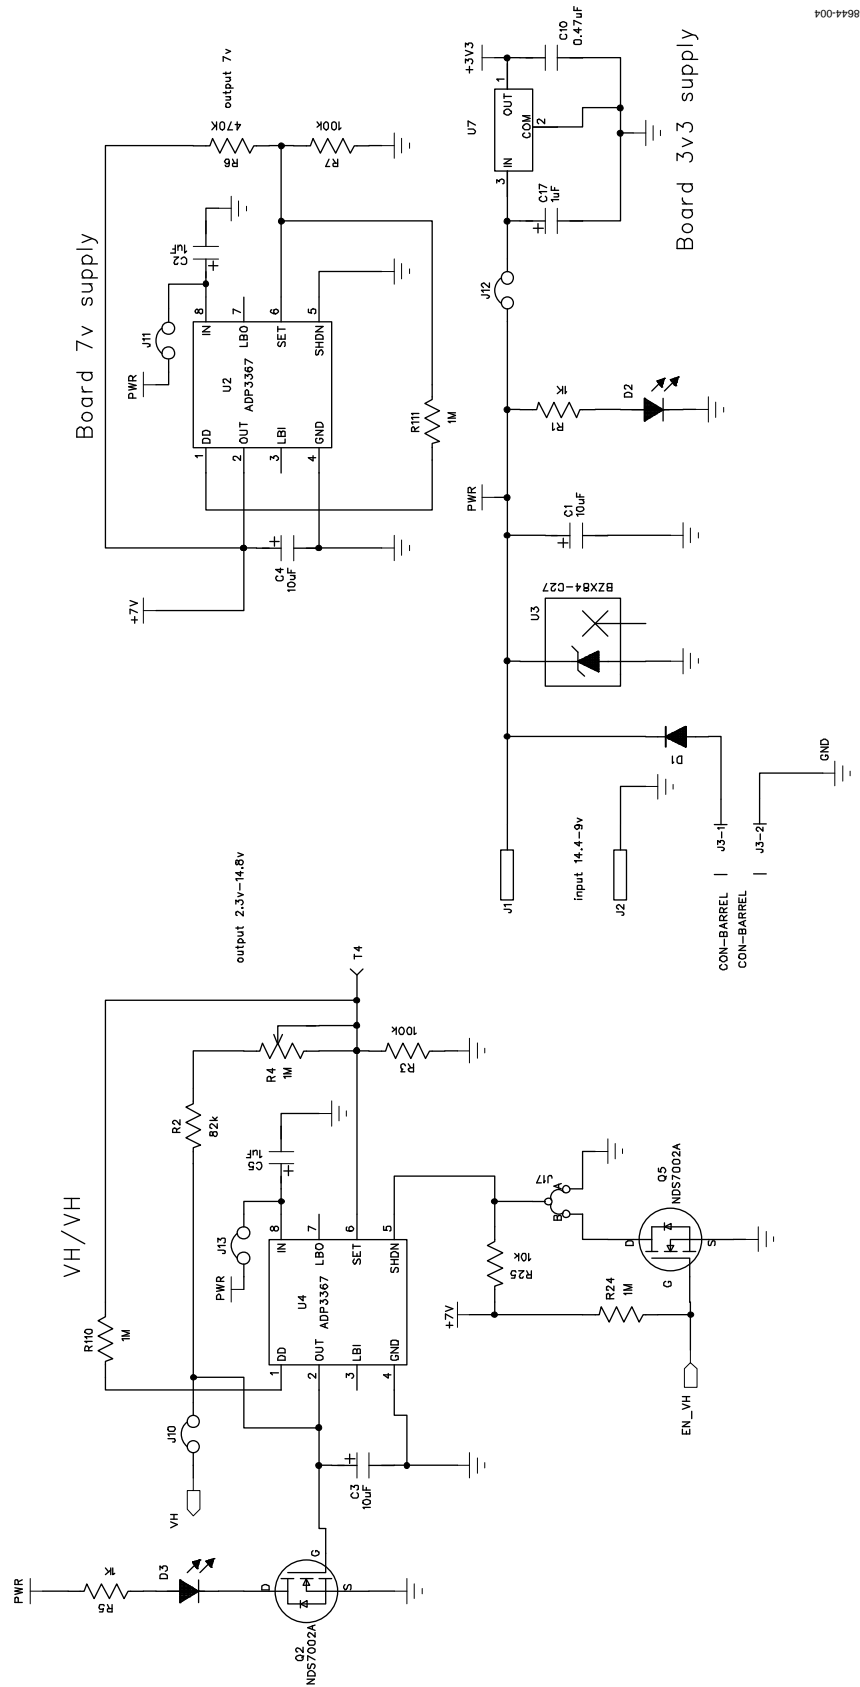 8644-004
Board 7v supply
output 7v
+7V
C4
10uF
1
2
3
4
DD
OUT
LBI
GND
U2
ADP3367
IN
LBO
SET
SHDN
8
7
6
5
PWR
J11
C2
1uF
R111
1M
R6
470K
R7
100k
Board 3v3 supply
input 14.4-9v
J1
J2
CON-BARREL
J3-1
CON-BARREL
J3-2
GND
D1
U3
BZX84-C27
C1
10uF
PWR
R1
1K
D2
J12
C17
1uF
U7
3
IN
OUT
1
COM
2
+3V3
C10
0.47uF
VH/VH
output 2.3v-14.8v
PWR
R5
1K
D3
Q2
NDS7002A
D
G
S
VH
J10
C3
10uF
R110
1M
1
2
3
4
DD
OUT
LBI
GND
U4
ADP3367
IN
LBO
SET
SHDN
8
7
6
5
PWR
J13
C5
1uF
R2
82k
R4
1M
R3
100k
T4
+7V
R25
10k
J17
A
B
EN_VH
R24
1M
Q5
NDS7002A
D
G
S